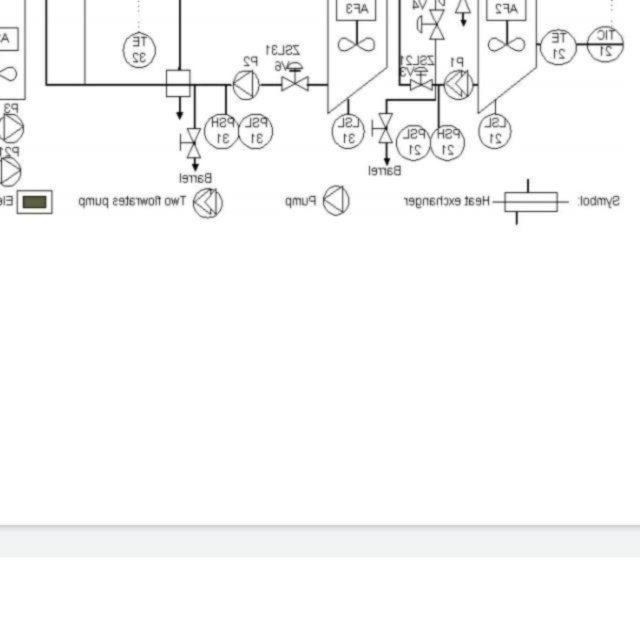 AF3
AF2
TE
32
TE
21
TIC
21
P2
ZSL31
V6
ZSL21
V3
V4
P1
P3
P21
PSH
31
PSL
31
LSL
31
PSL
21
PSH
21
LSL
21
Barrel
Barrel
Symbol:
Heat exchanger
Pump
Two flowrates pump